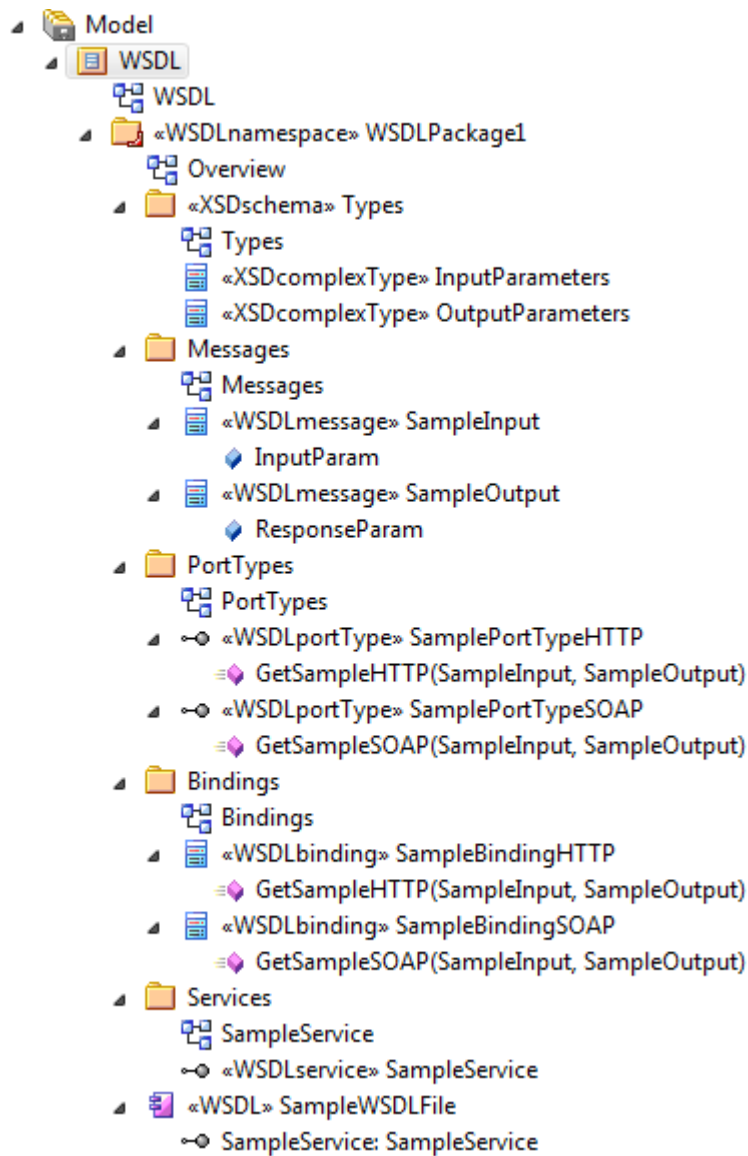 Model
WSDL
WSDL
«WSDLnamespace» WSDLPackage1
Overview
«XSDschema» Types
Types
«XSDcomplexType» InputParameters
«XSDcomplexType» OutputParameters
Messages
Messages
«WSDLmessage» SampleInput
InputParam
«WSDLmessage» SampleOutput
ResponseParam
PortTypes
PortTypes
«WSDLportType» SamplePortTypeHTTP
GetSampleHTTP(SampleInput, SampleOutput)
«WSDLportType» SamplePortTypeSOAP
GetSampleSOAP(SampleInput, SampleOutput)
Bindings
Bindings
«WSDLbinding» SampleBindingHTTP
GetSampleHTTP(SampleInput, SampleOutput)
«WSDLbinding» SampleBindingSOAP
GetSampleSOAP(SampleInput, SampleOutput)
Services
SampleService
«WSDLservice» SampleService
«WSDL» SampleWSDLFile
SampleService: SampleService